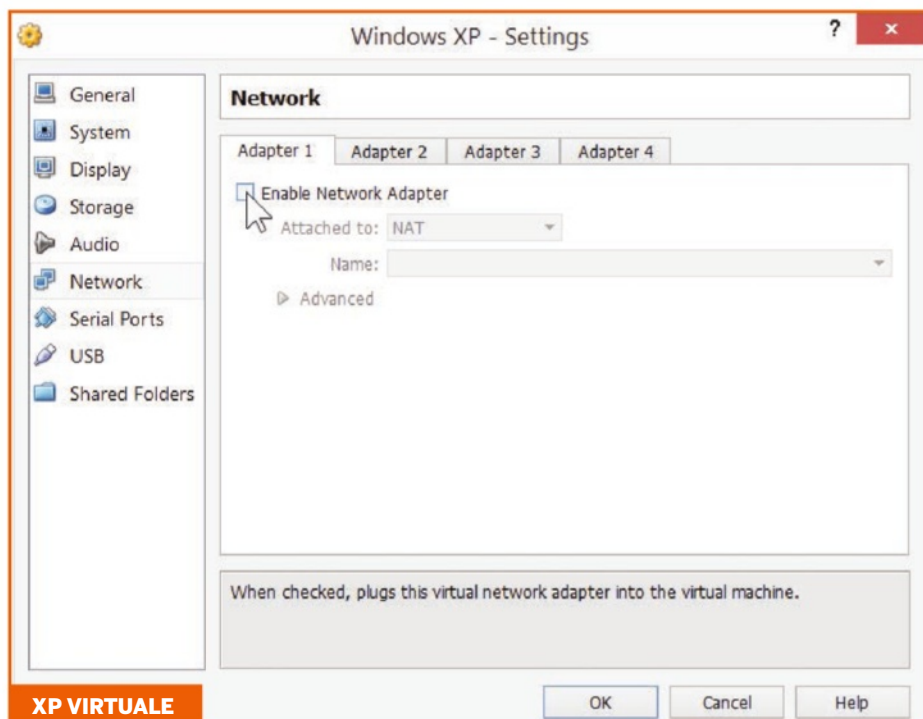 Windows XP - Settings
?
General
System
Display
Storage
Audio
Network
Serial Ports
USB
Shared Folders
Network
Adapter 1 Adapter 2 Adapter 3 Adapter 4
Enable Network Adapter
Attached to: NAT
Name:
Advanced
When checked, plugs this virtual network adapter into the virtual machine.
OK Cancel Help
XP VIRTUALE